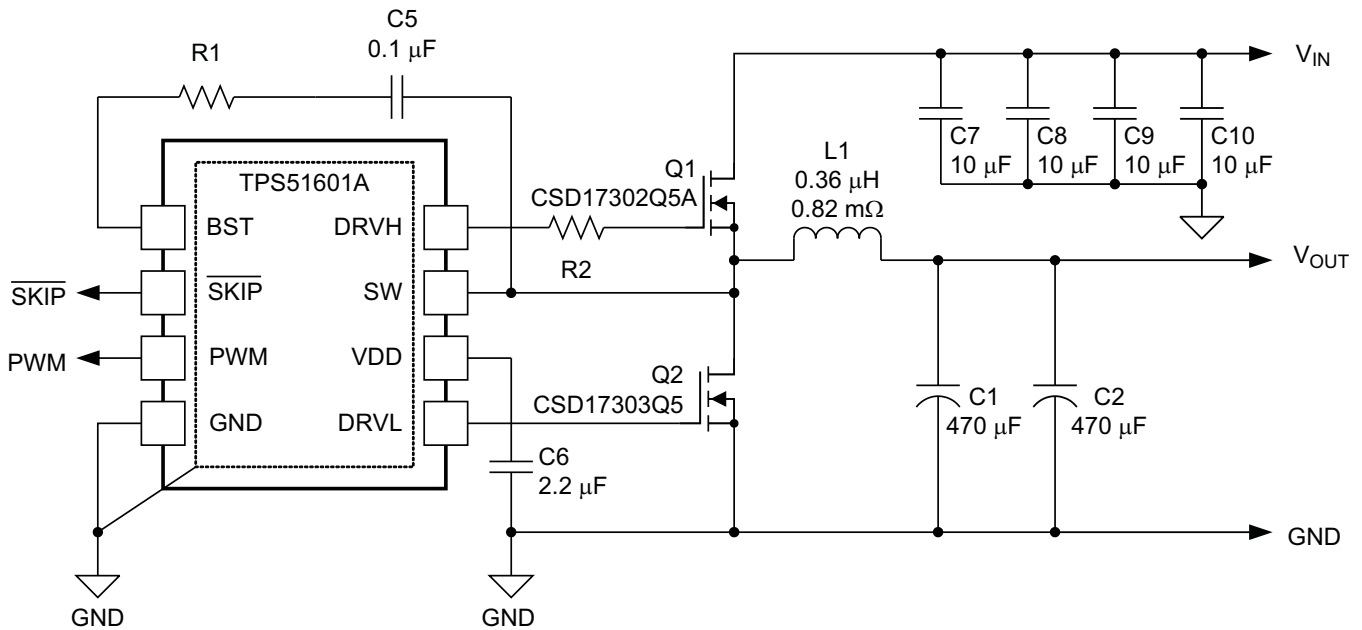 C5
0.1 μF
R1
V_IN
C7
10 μF
C8
10 μF
C9
10 μF
C10
10 μF
L1
0.36 μH
0.82 mΩ
Q1
CSD17302Q5A
R2
TPS51601A
BST
DRVH
SKIP
SKIP
SW
PWM
PWM
VDD
GND
DRVL
V_OUT
Q2
CSD17303Q5
C1
470 μF
C2
470 μF
C6
2.2 μF
GND
GND
GND